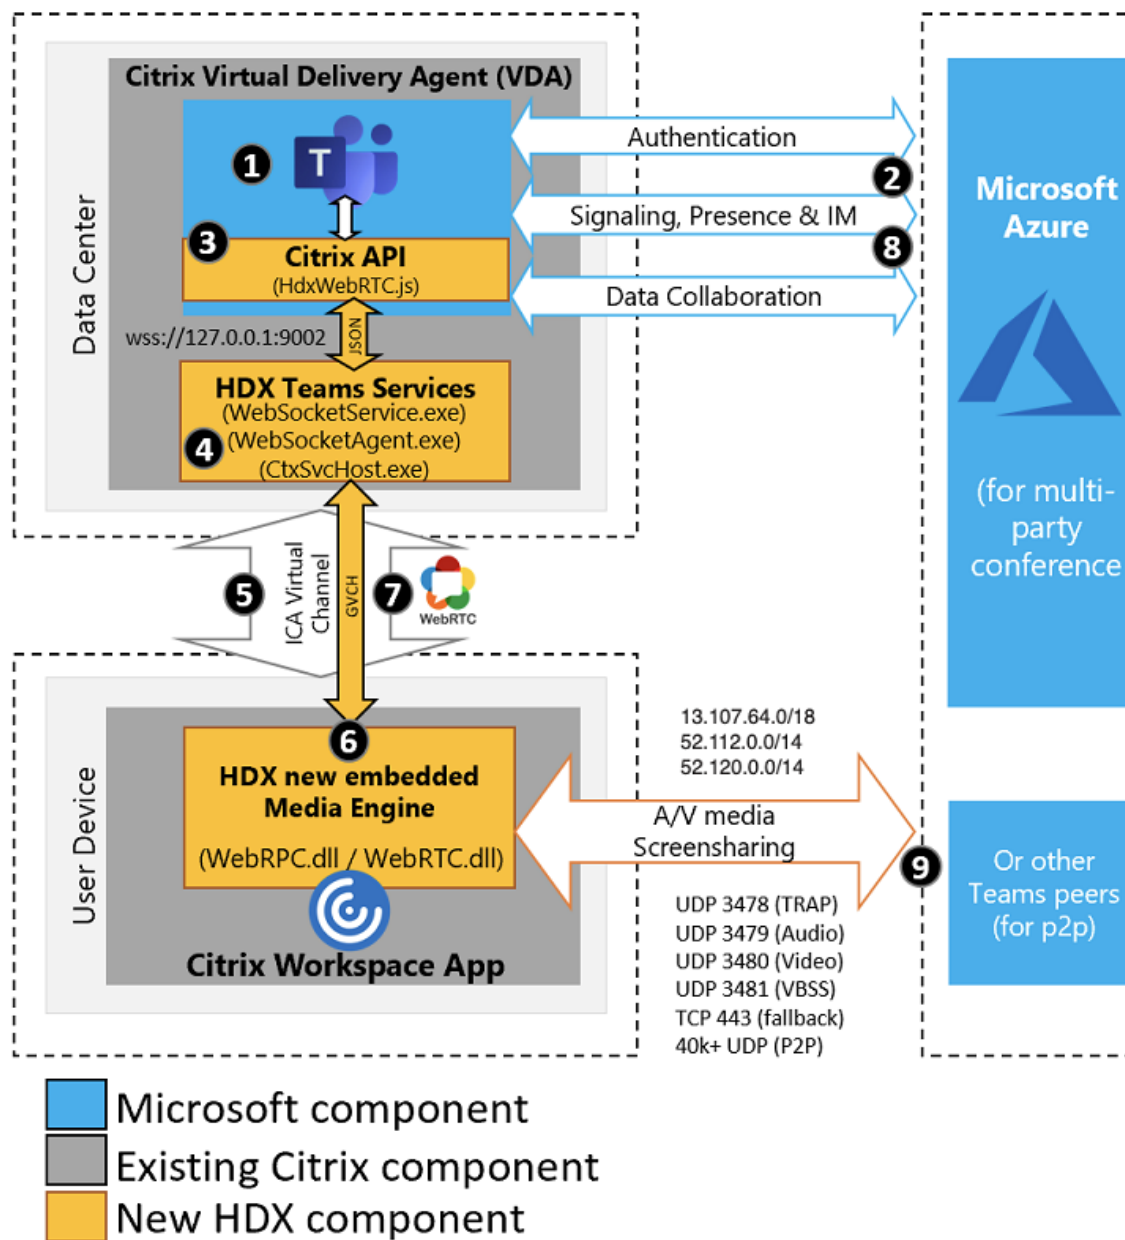 Citrix Virtual Delivery Agent (VDA)
Data Center
1
T
Authentication
2
Signaling, Presence & IM
8
Data Collaboration
3
Citrix API
(HdxWebRTC.js)
wss://127.0.0.1:9002
JSON
HDX Teams Services
(WebSocketService.exe)
4
(WebSocketAgent.exe)
(CtxSvcHost.exe)
Microsoft
Azure
(for multi-
party
conference
5
ICA Virtual
Channel
GVCH
7
WebRTC
User Device
6
HDX new embedded
Media Engine
(WebRPC.dll / WebRTC.dll)
Citrix Workspace App
13.107.64.0/18
52.112.0.0/14
52.120.0.0/14
A/V media
Screensharing
9
UDP 3478 (TRAP)
UDP 3479 (Audio)
UDP 3480 (Video)
UDP 3481 (VBSS)
TCP 443 (fallback)
40k+ UDP (P2P)
Or other
Teams peers
(for p2p)
Microsoft component
Existing Citrix component
New HDX component